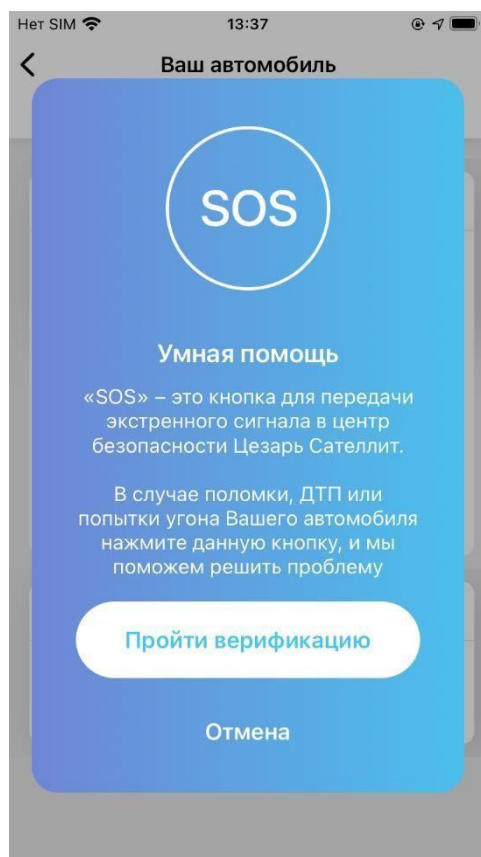 Нет SIM 13:37
Ваш автомобиль
SOS
Умная помощь
«SOS» – это кнопка для передачи
экстренного сигнала в центр
безопасности Цезарь Сателлит.
В случае поломки, ДТП или
попытки угона Вашего автомобиля
нажмите данную кнопку, и мы
поможем решить проблему
Пройти верификацию
Отмена